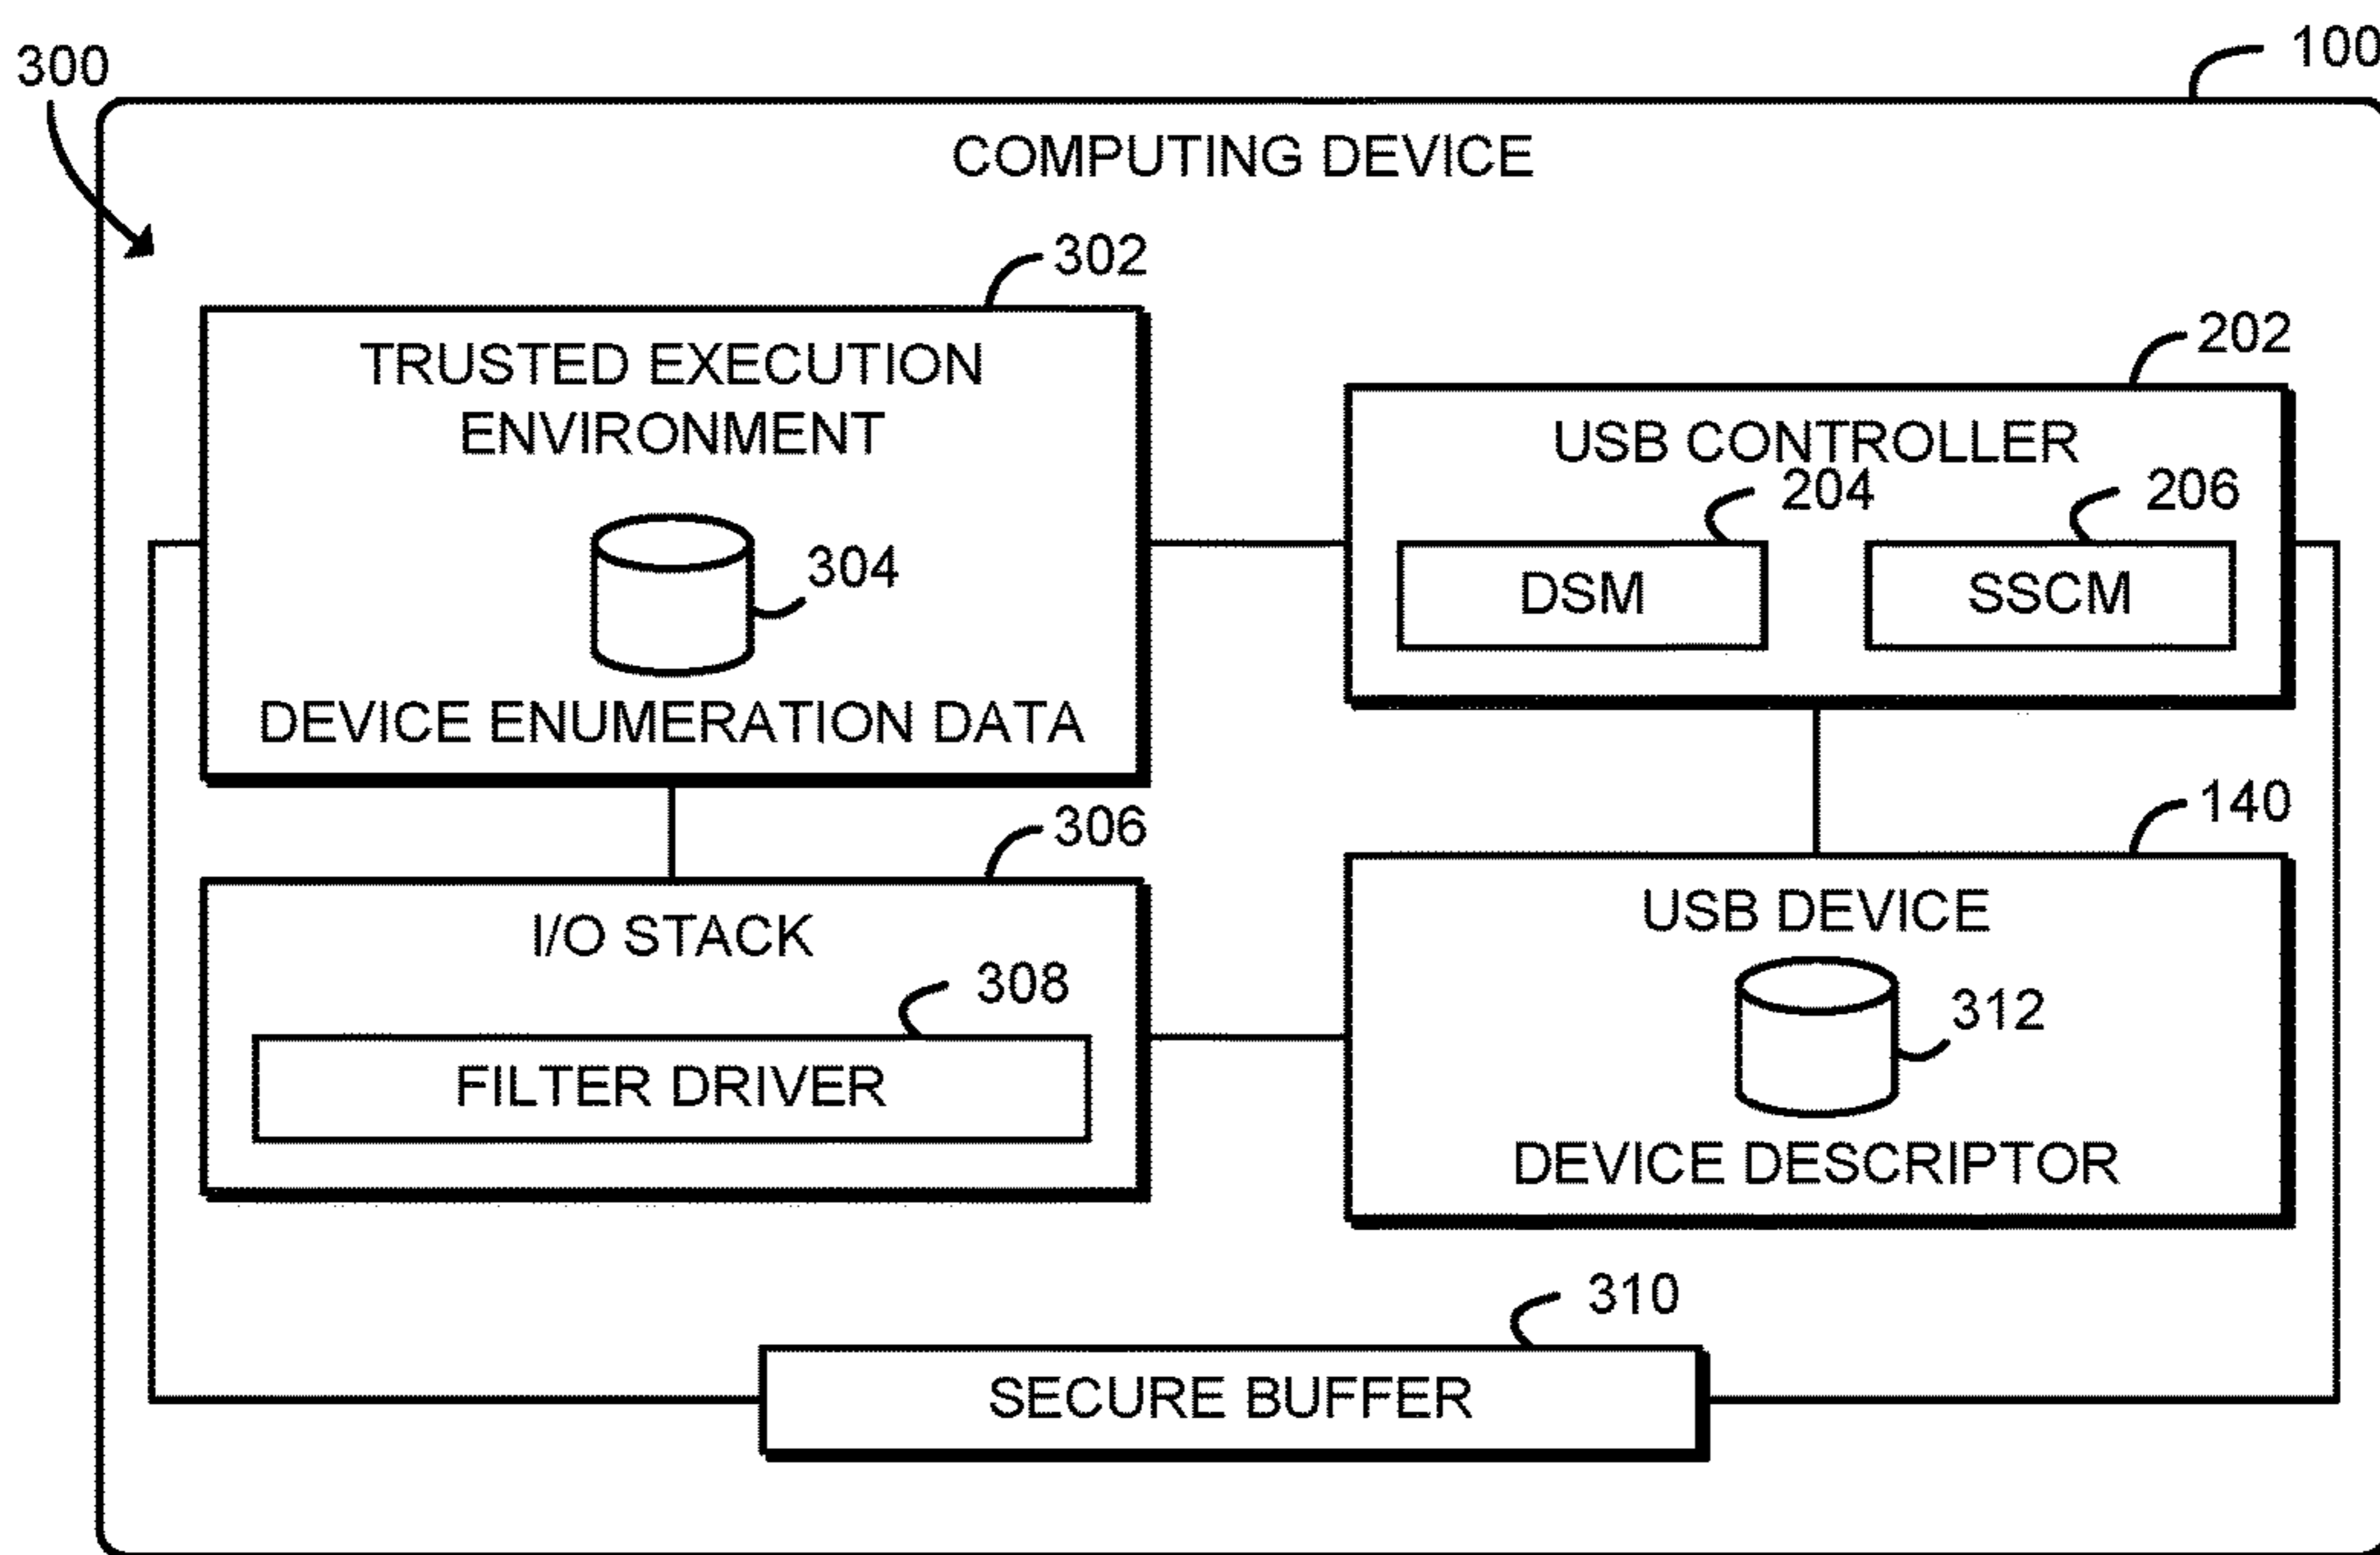 300
100
COMPUTING DEVICE
302
TRUSTED EXECUTION
ENVIRONMENT
304
DEVICE ENUMERATION DATA
202
USB CONTROLLER
204
206
DSM
SSCM
306
I/O STACK
308
FILTER DRIVER
140
USB DEVICE
312
DEVICE DESCRIPTOR
310
SECURE BUFFER